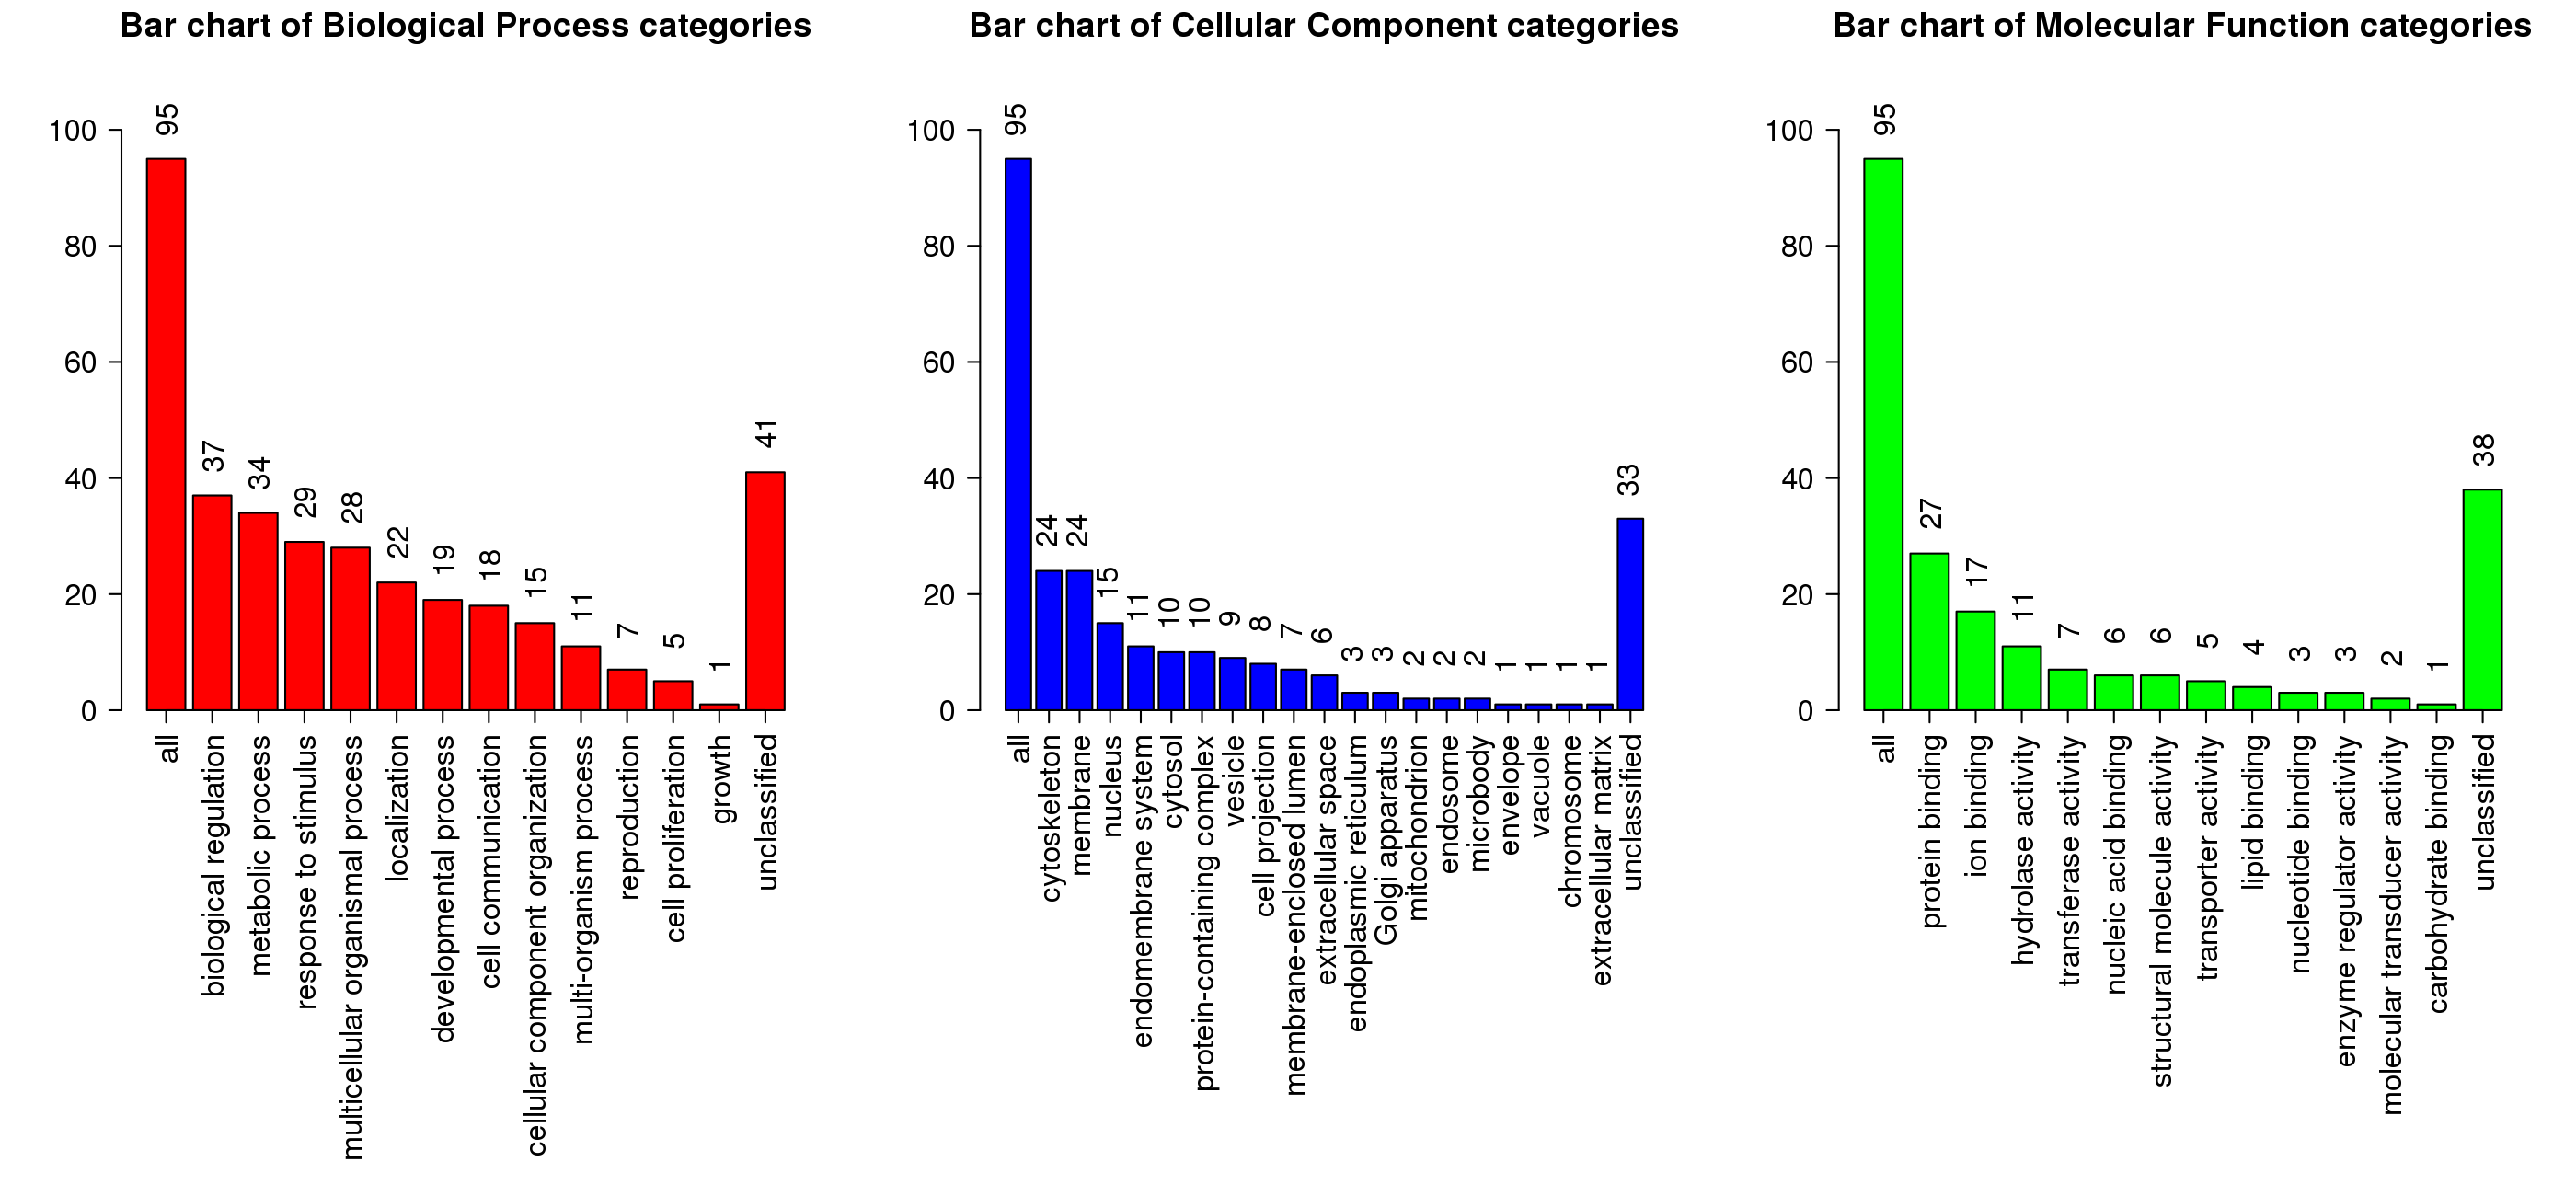 Bar chart of Biological Process categories
100
80
60
40
20
0
95
37
34
29
28
22
19
18
15
11
7
5
1
41
all
biological regulation
metabolic process
response to stimulus
multicellular organismal process
localization
developmental process
cell communication
cellular component organization
multi-organism process
reproduction
cell proliferation
growth
unclassified
Bar chart of Cellular Component categories
100
80
60
40
20
0
95
24
24
15
11
10
10
9
8
7
6
3
3
2
2
2
1
1
1
1
33
all
cytoskeleton
membrane
nucleus
endomembrane system
cytosol
protein-containing complex
vesicle
cell projection
membrane-enclosed lumen
extracellular space
endoplasmic reticulum
Golgi apparatus
mitochondrion
endosome
microbody
envelope
vacuole
chromosome
extracellular matrix
unclassified
Bar chart of Molecular Function categories
100
80
60
40
20
0
95
27
17
11
7
6
6
5
4
3
3
2
1
38
all
protein binding
ion binding
hydrolase activity
transferase activity
nucleic acid binding
structural molecule activity
transporter activity
lipid binding
nucleotide binding
enzyme regulator activity
molecular transducer activity
carbohydrate binding
unclassified